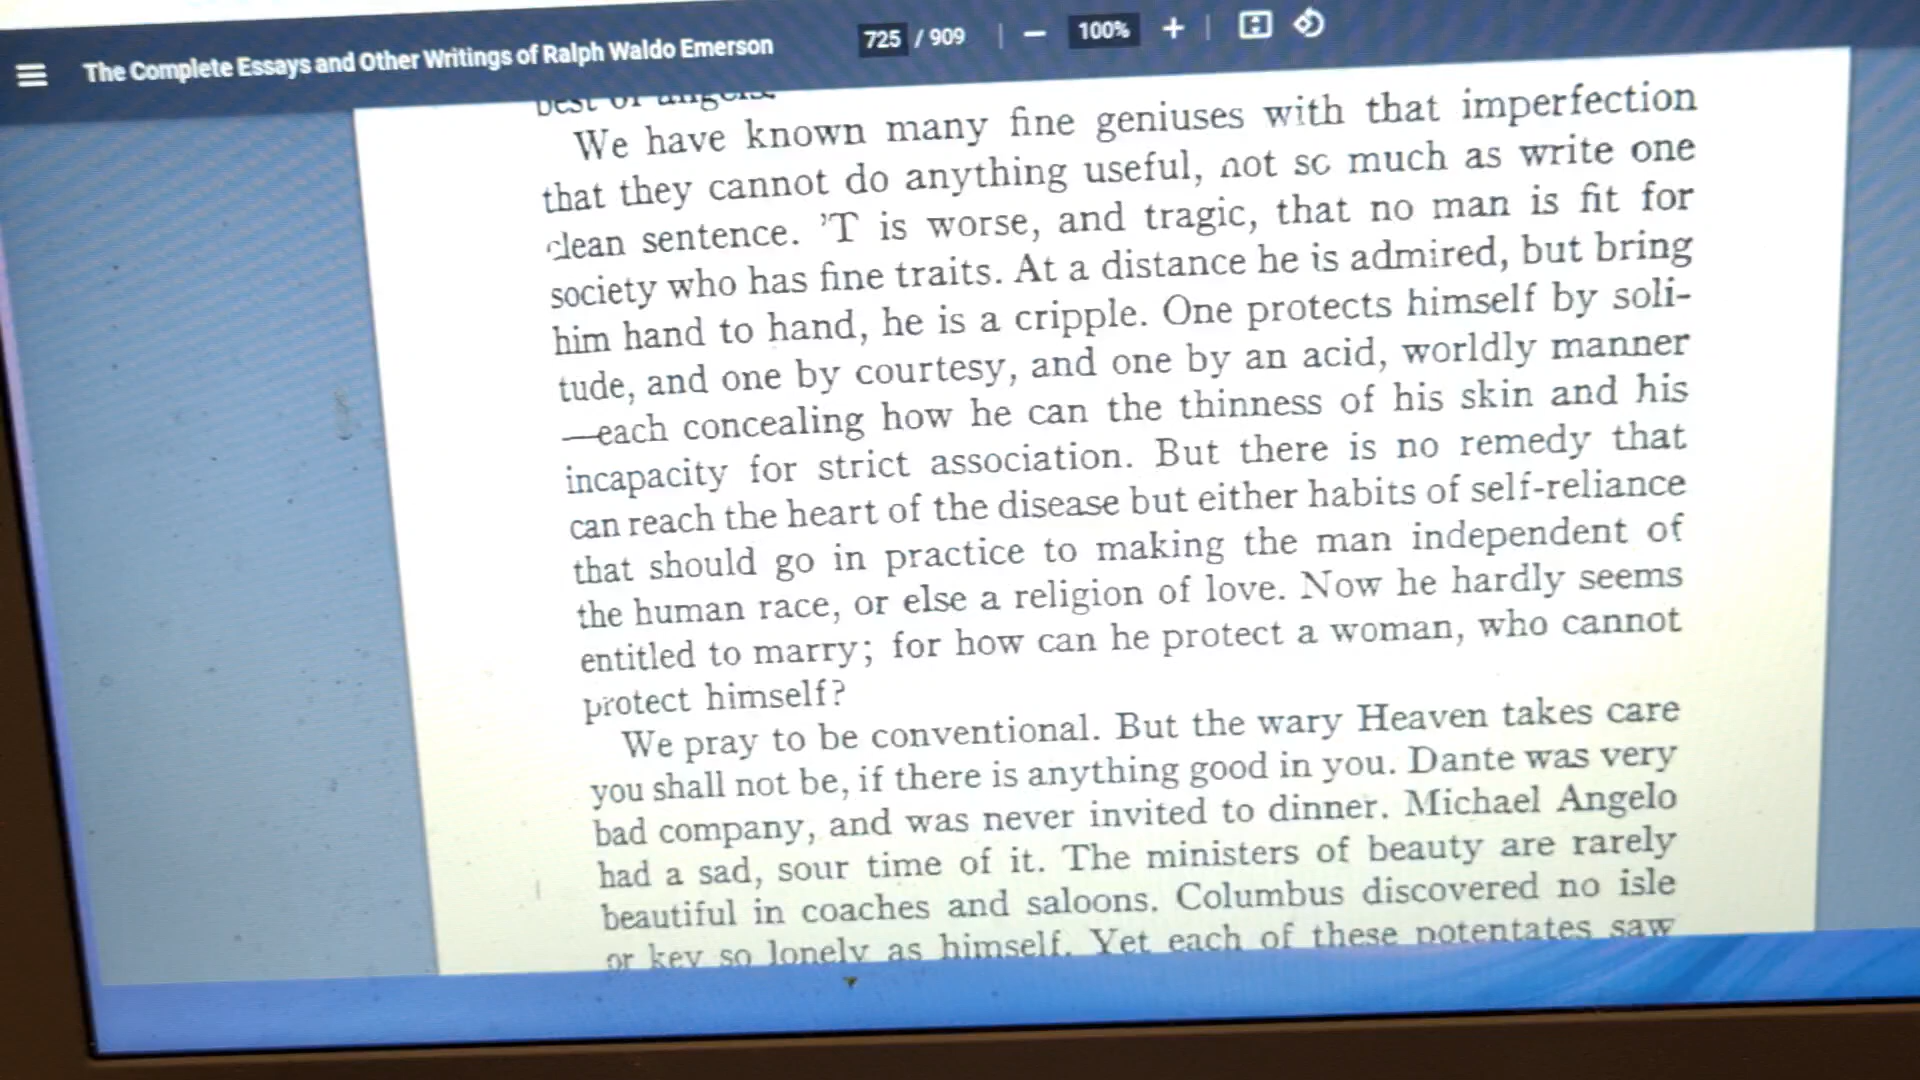 The Complete Essays and Other Writings of Ralph Waldo Emerson 725 / 909 100%
best of angels.
We have known many fine geniuses with that imperfection
that they cannot do anything useful, not so much as write one
clean sentence. 'T is worse, and tragic, that no man is fit for
society who has fine traits. At a distance he is admired, but bring
him hand to hand, he is a cripple. One protects himself by soli-
tude, and one by courtesy, and one by an acid, worldly manner
—each concealing how he can the thinness of his skin and his
incapacity for strict association. But there is no remedy that
can reach the heart of the disease but either habits of self-reliance
that should go in practice to making the man independent of
the human race, or else a religion of love. Now he hardly seems
entitled to marry; for how can he protect a woman, who cannot
protect himself?
We pray to be conventional. But the wary Heaven takes care
you shall not be, if there is anything good in you. Dante was very
bad company, and was never invited to dinner. Michael Angelo
had a sad, sour time of it. The ministers of beauty are rarely
beautiful in coaches and saloons. Columbus discovered no isle
or key so lonely as himself. Yet each of these potentates saw